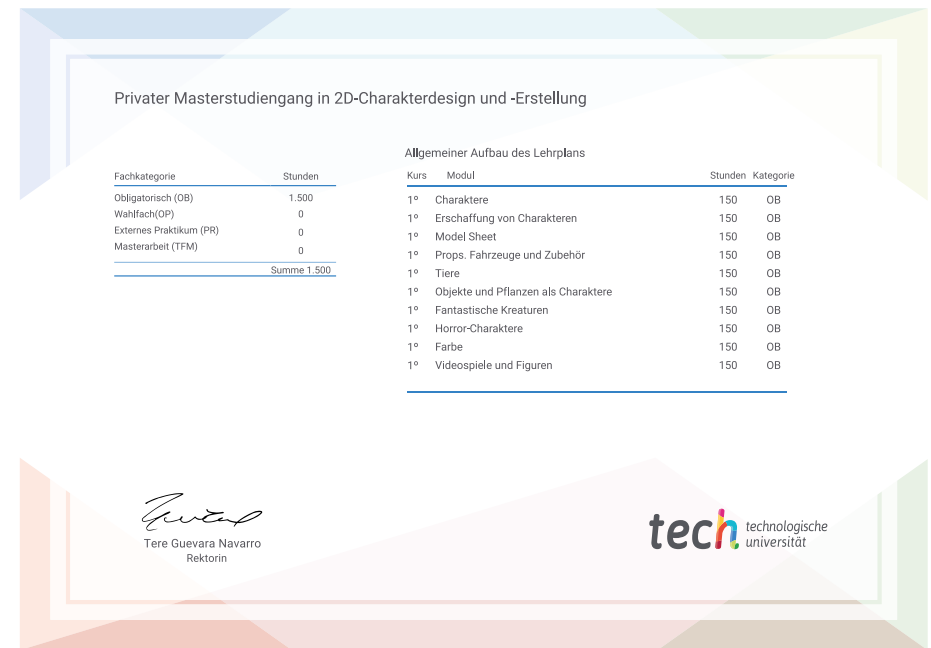 Privater Masterstudiengang in 2D-Charakterdesign und -Erstellung
Fachkategorie Stunden
Obligatorisch (OB) 1.500
Wahlfach(OP) 0
Externes Praktikum (PR) 0
Masterarbeit (TFM) 0
Summe 1.500
Allgemeiner Aufbau des Lehrplans
Kurs Modul Stunden Kategorie
1º Charaktere 150 OB
1º Erschaffung von Charakteren 150 OB
1º Model Sheet 150 OB
1º Props. Fahrzeuge und Zubehör 150 OB
1º Tiere 150 OB
1º Objekte und Pflanzen als Charaktere 150 OB
1º Fantastische Kreaturen 150 OB
1º Horror-Charaktere 150 OB
1º Farbe 150 OB
1º Videospiele und Figuren 150 OB
Tere Guevara Navarro
Rektorin
tech technologische
universität